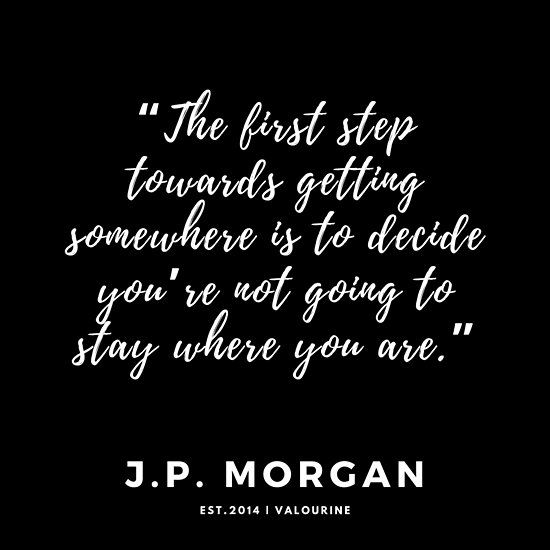 "The first step
towards getting
somewhere is to decide
you're not going to
stay where you are."
J.P. MORGAN
EST.2014 I VALOURINE